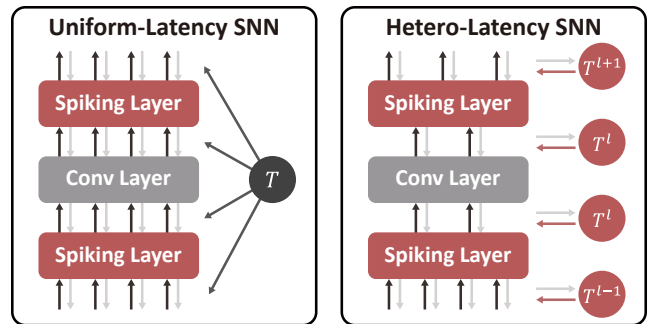 Uniform-Latency SNN
Spiking Layer
Conv Layer
T
Spiking Layer
Hetero-Latency SNN
T^{l+1}
Spiking Layer
T^l
Conv Layer
T^l
Spiking Layer
T^{l-1}